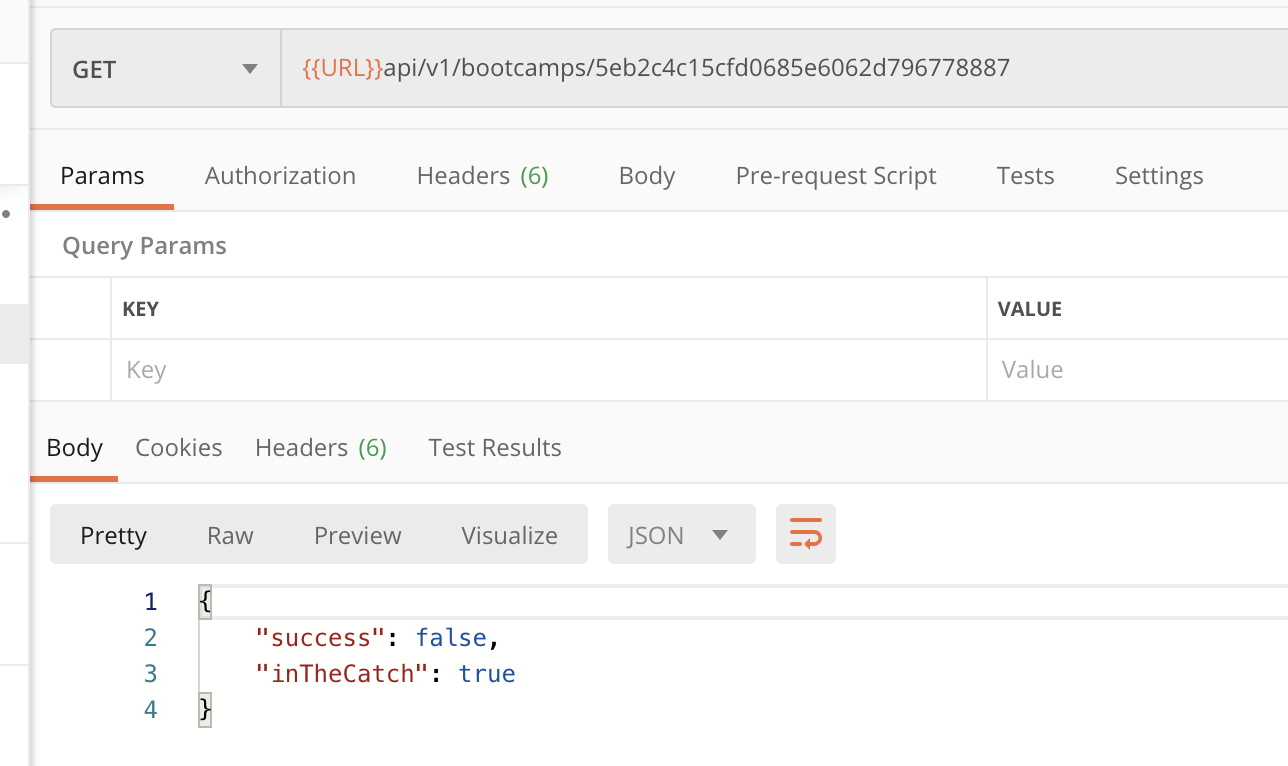 GET {{URL}}api/v1/bootcamps/5eb2c4c15cfd0685e6062d796778887
Params Authorization Headers (6) Body Pre-request Script Tests Settings
Query Params
KEY VALUE
Key Value
Body Cookies Headers (6) Test Results
Pretty Raw Preview Visualize JSON
1 {
2 "success": false,
3 "inTheCatch": true
4 }